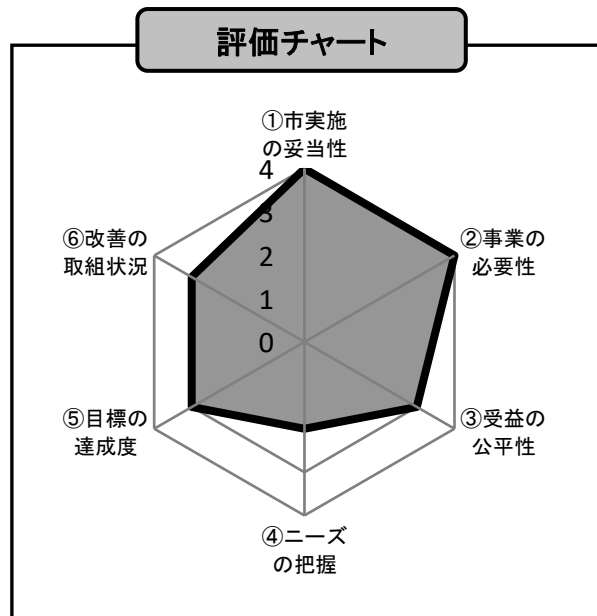 評価チャート
①市実施
の妥当性
4
3
2
1
0
②事業の
必要性
③受益の
公平性
④ニーズ
の把握
⑤目標の
達成度
⑥改善の
取組状況